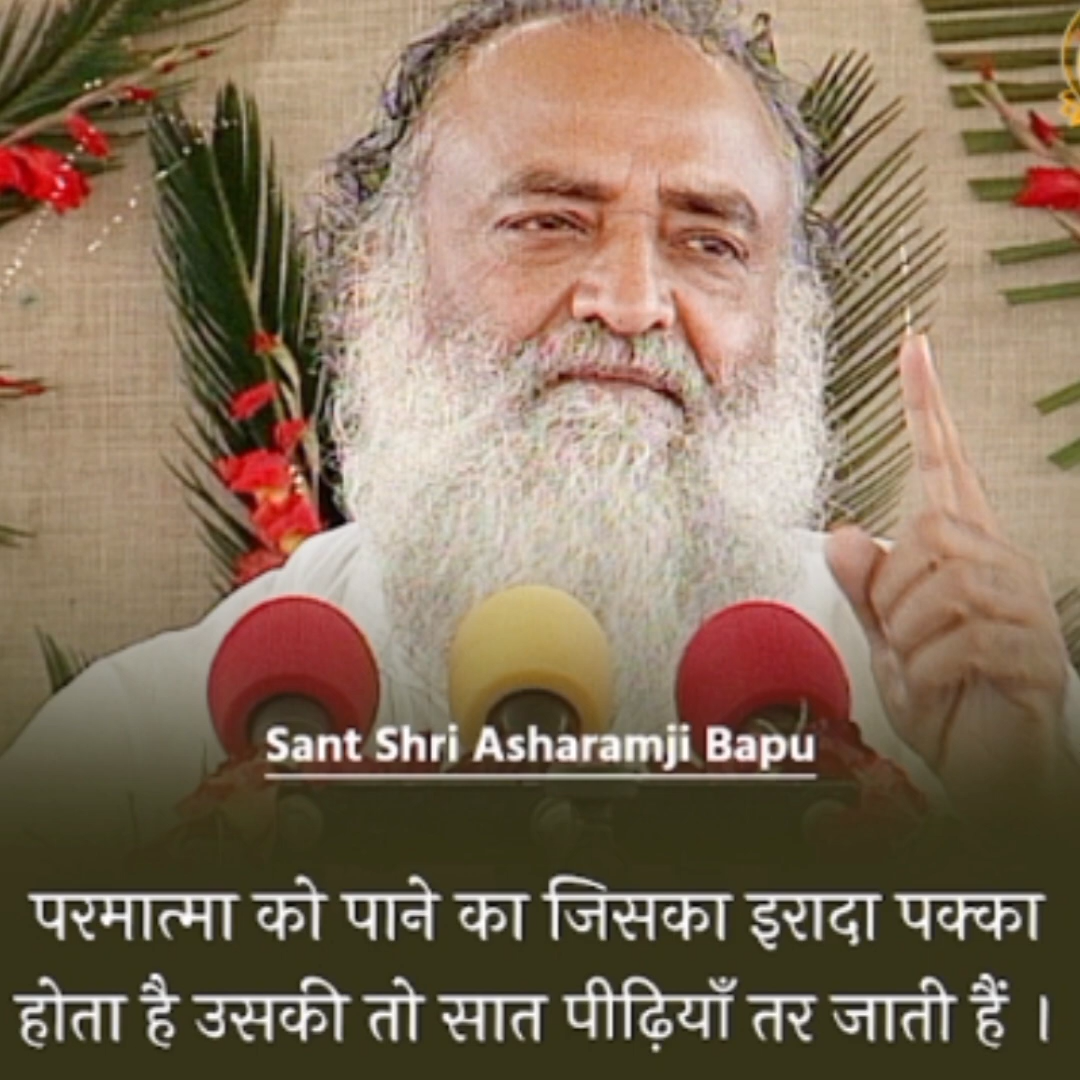 Sant Shri Asharamji Bapu
परमात्मा को पाने का जिसका इरादा पक्का
होता है उसकी तो सात पीढ़ियाँ तर जाती हैं ।